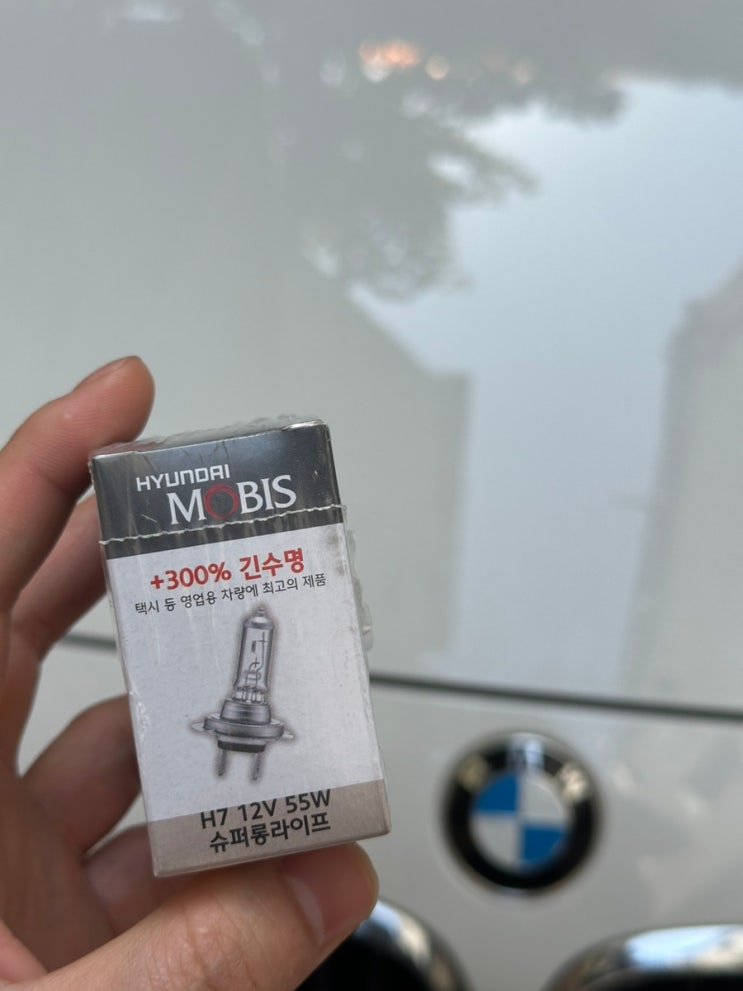 HYUNDAI
MOBIS
+300% 긴수명
택시 등 영업용 차량에 최고의 제품
H7 12V 55W
슈퍼롱라이프
BMW